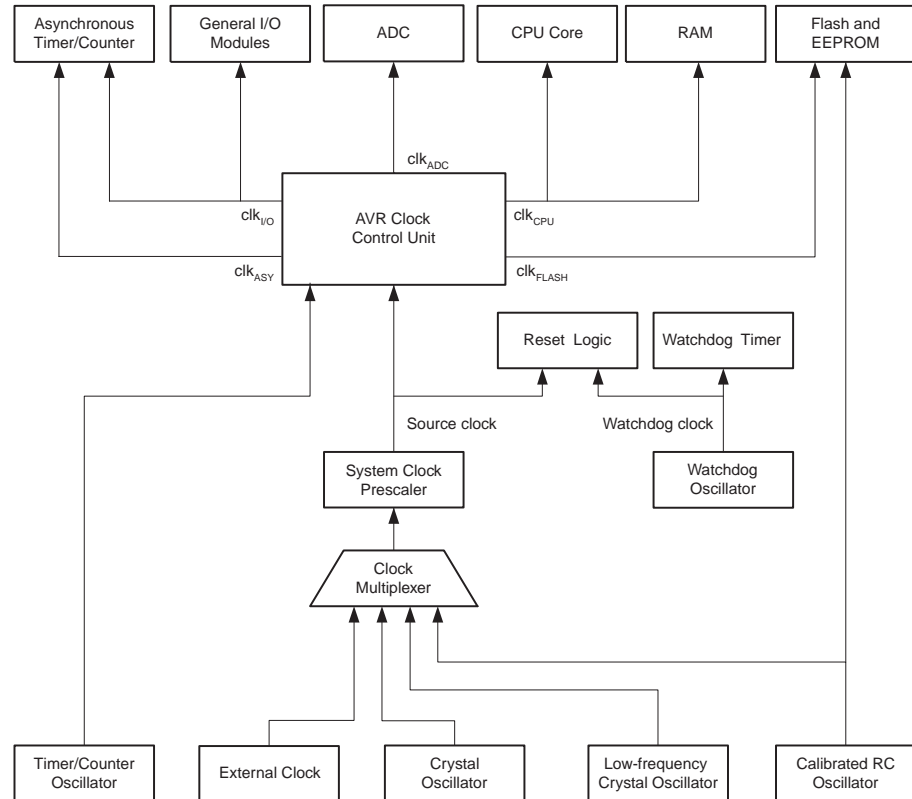 Asynchronous
Timer/Counter
General I/O
Modules
ADC
CPU Core
RAM
Flash and
EEPROM
clkADC
clkI/O
AVR Clock
Control Unit
clkCPU
clkASY
clkFLASH
Reset Logic
Watchdog Timer
Source clock
Watchdog clock
System Clock
Prescaler
Watchdog
Oscillator
Clock
Multiplexer
Timer/Counter
Oscillator
External Clock
Crystal
Oscillator
Low-frequency
Crystal Oscillator
Calibrated RC
Oscillator